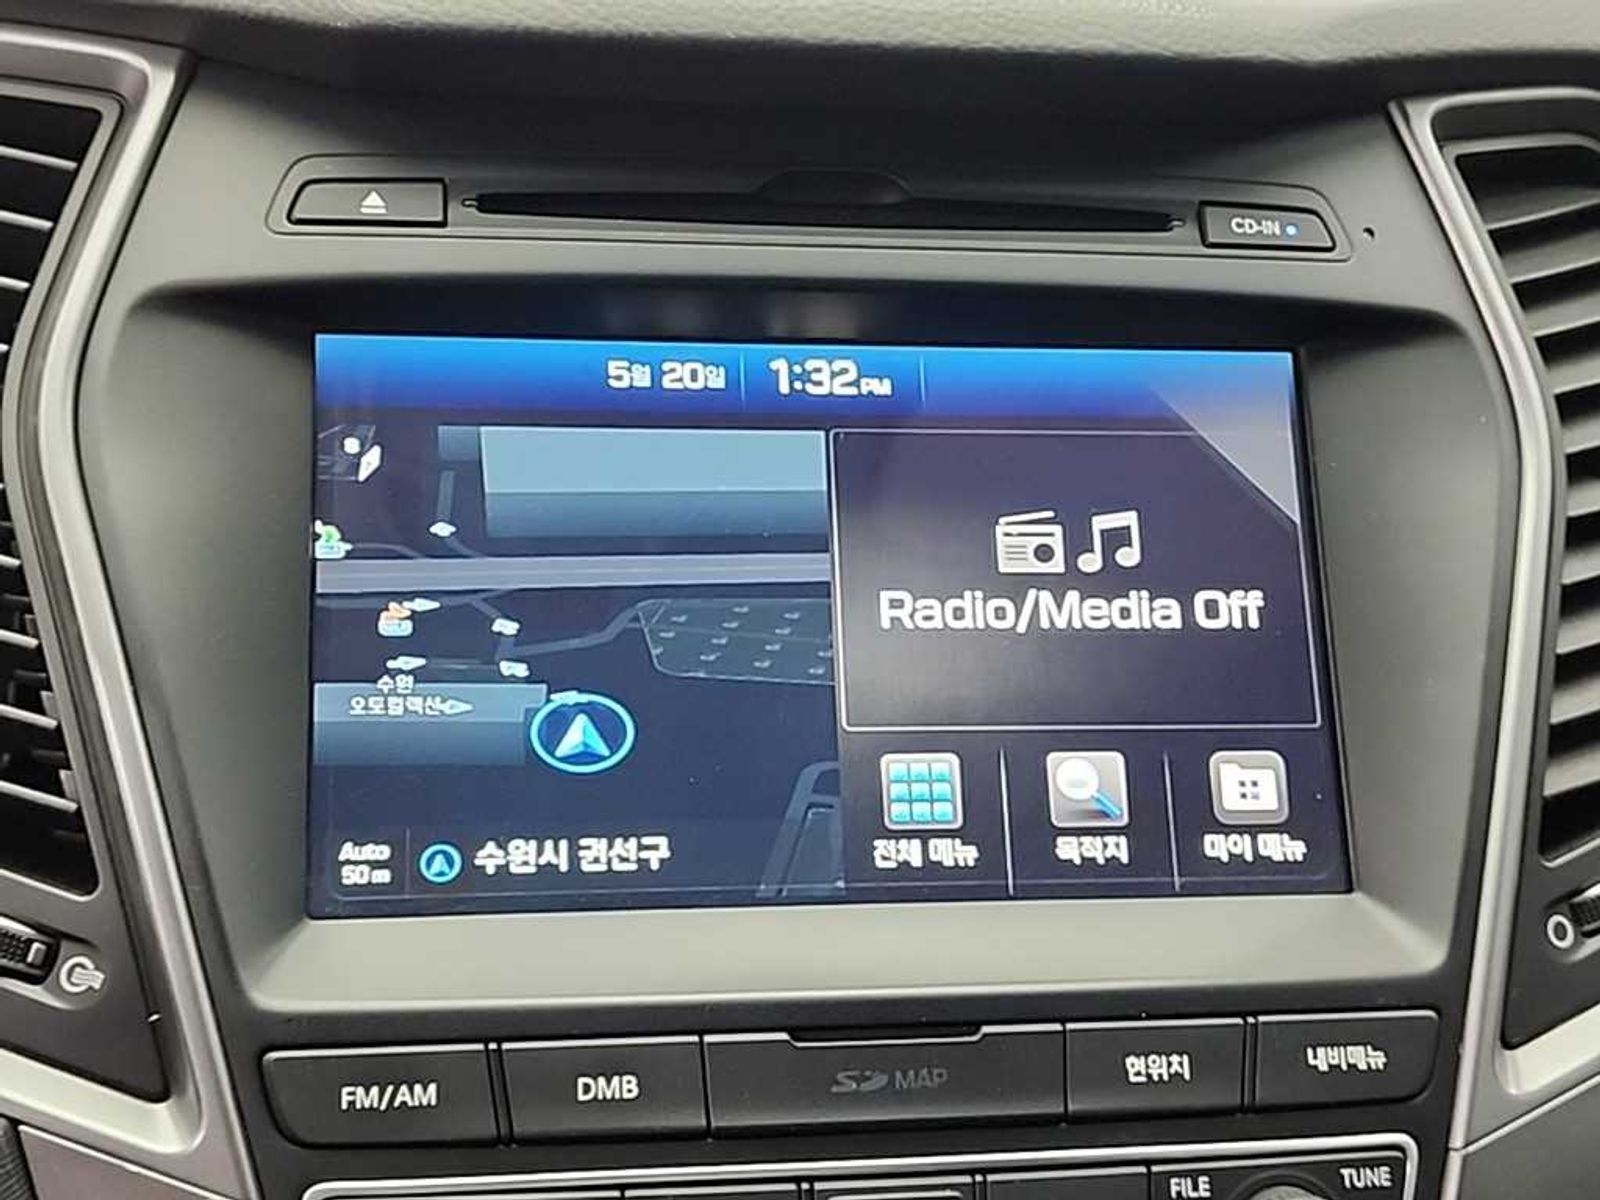 CD-IN
5월 20일 1:32 PM
Radio/Media Off
수원
오토컬렉션
Auto
50m
수원시 권선구
전체 메뉴
목적지
마이 메뉴
FM/AM
DMB
SD MAP
현위치
내비메뉴
FILE
TUNE